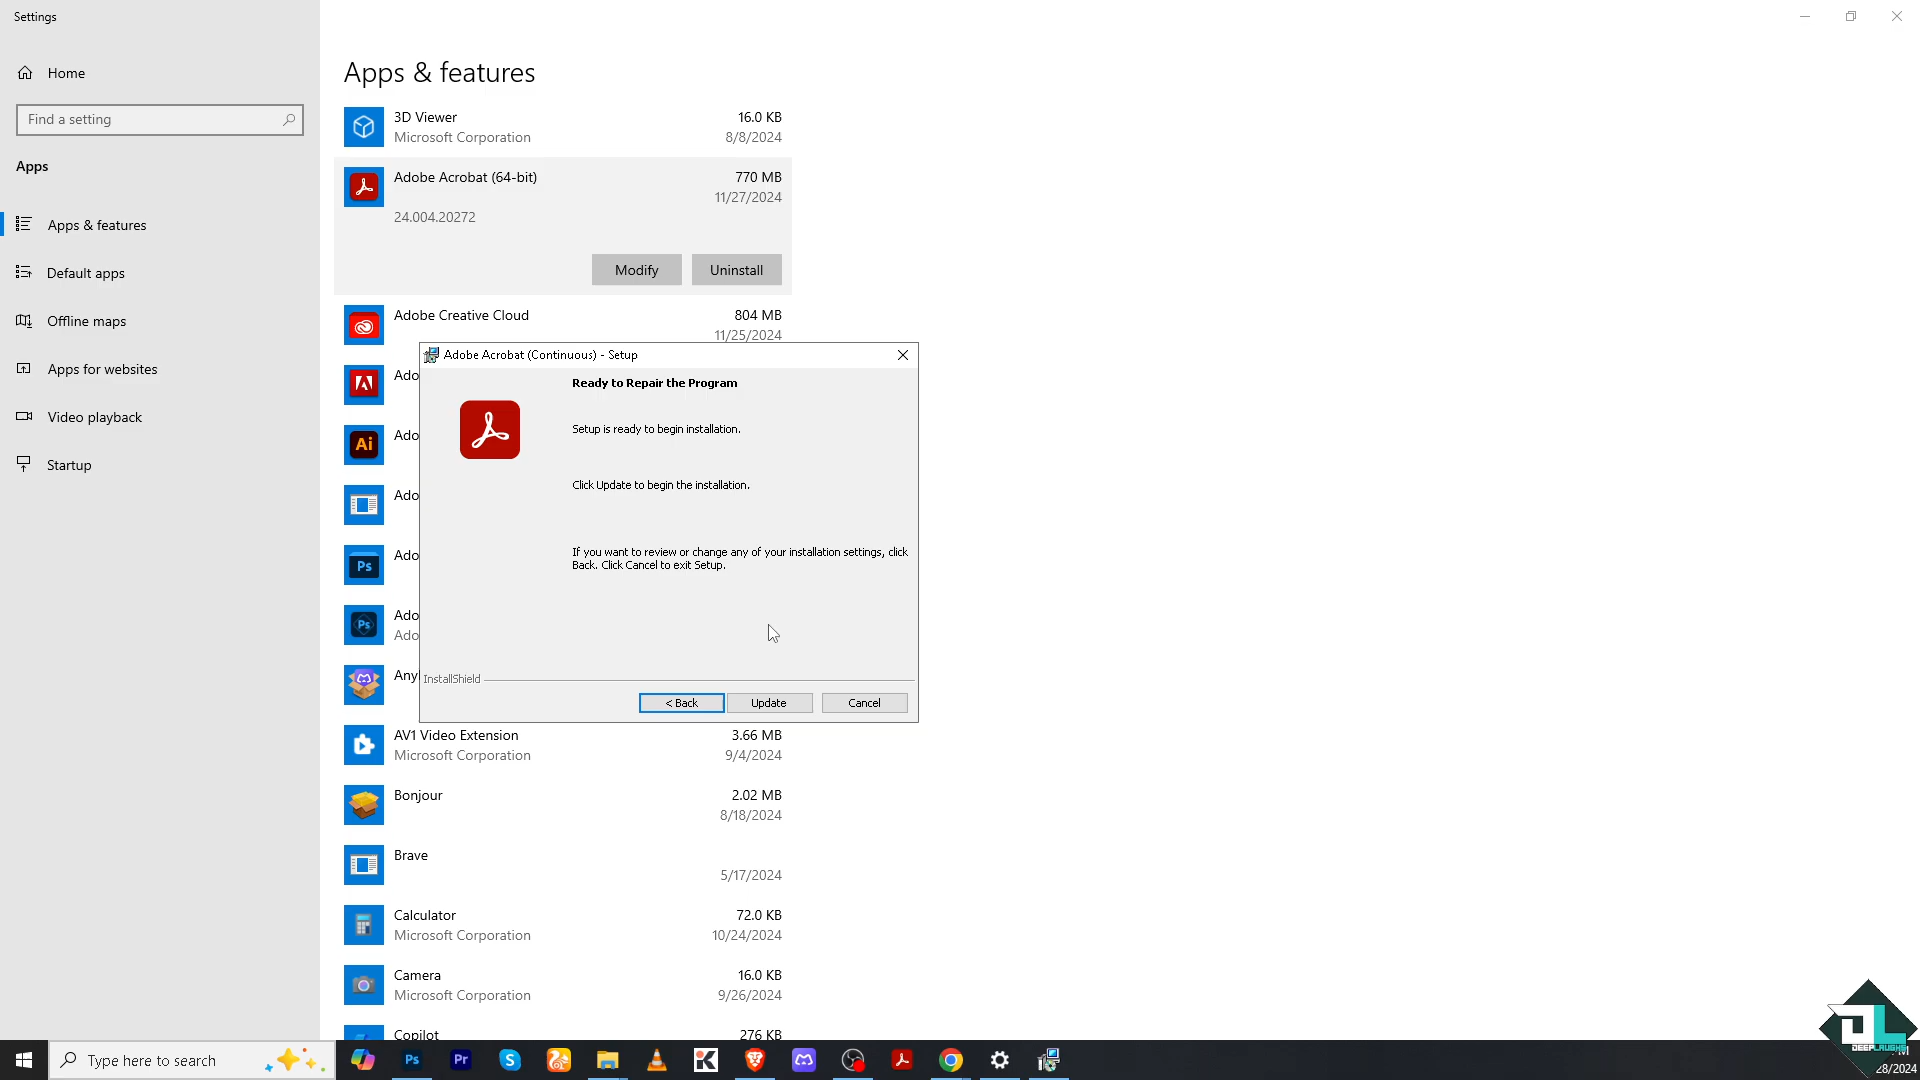 Settings
Home
Find a setting
Apps
Apps & features
Default apps
Offline maps
Apps for websites
Video playback
Startup
Apps & features
3D Viewer 16.0 KB
Microsoft Corporation 8/8/2024
Adobe Acrobat (64-bit) 770 MB
11/27/2024
24.004.20272
Modify Uninstall
Adobe Creative Cloud 804 MB
11/25/2024
Ado
Ado
Ado
Ado
Ado
Ado
Any
Adobe Acrobat (Continuous) - Setup
Ready to Repair the Program
Setup is ready to begin installation.
Click Update to begin the installation.
If you want to review or change any of your installation settings, click
Back. Click Cancel to exit Setup.
InstallShield
< Back Update Cancel
AV1 Video Extension 3.66 MB
Microsoft Corporation 9/4/2024
Bonjour 2.02 MB
8/18/2024
Brave
5/17/2024
Calculator 72.0 KB
Microsoft Corporation 10/24/2024
Camera 16.0 KB
Microsoft Corporation 9/26/2024
Copilot 276 KB
Ai
Ps
Ps
Type here to search
Ps
Pr
DEEPLAUGHS
28/2024